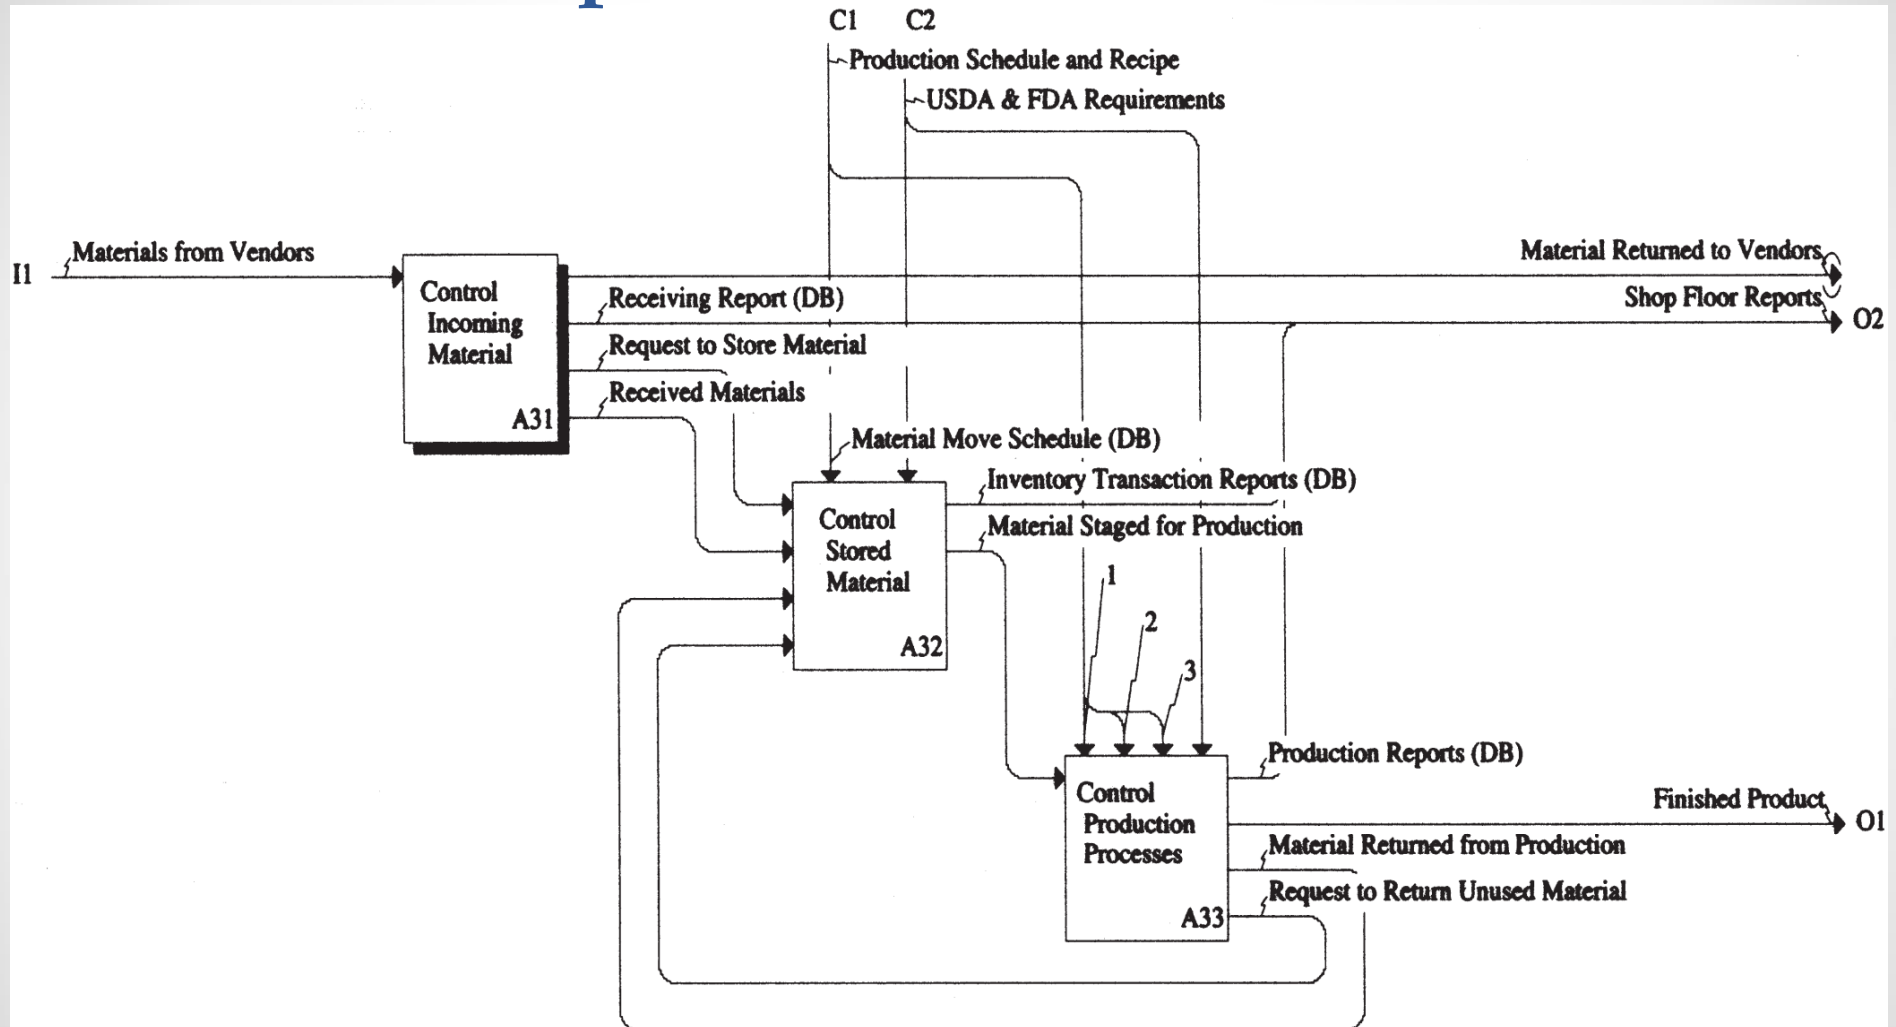 C1
C2
Production Schedule and Recipe
USDA & FDA Requirements
I1
Materials from Vendors
Material Returned to Vendors
Control
Incoming
Material
A31
Receiving Report (DB)
Shop Floor Reports
O2
Request to Store Material
Received Materials
Material Move Schedule (DB)
Inventory Transaction Reports (DB)
Material Staged for Production
Control
Stored
Material
A32
1
2
3
Production Reports (DB)
Control
Production
Processes
A33
Finished Product
O1
Material Returned from Production
Request to Return Unused Material